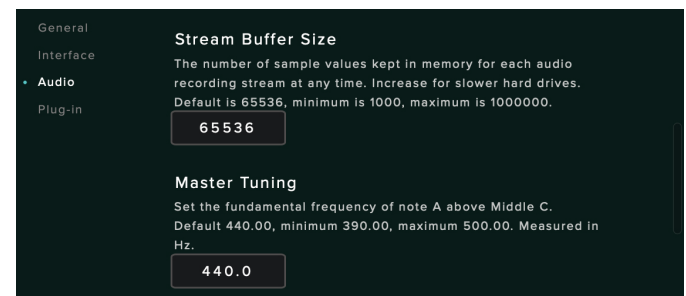 General
Interface
Audio
Plug-in
Stream Buffer Size
The number of sample values kept in memory for each audio
recording stream at any time. Increase for slower hard drives.
Default is 65536, minimum is 1000, maximum is 1000000.
65536
Master Tuning
Set the fundamental frequency of note A above Middle C.
Default 440.00, minimum 390.00, maximum 500.00. Measured in
Hz.
440.0